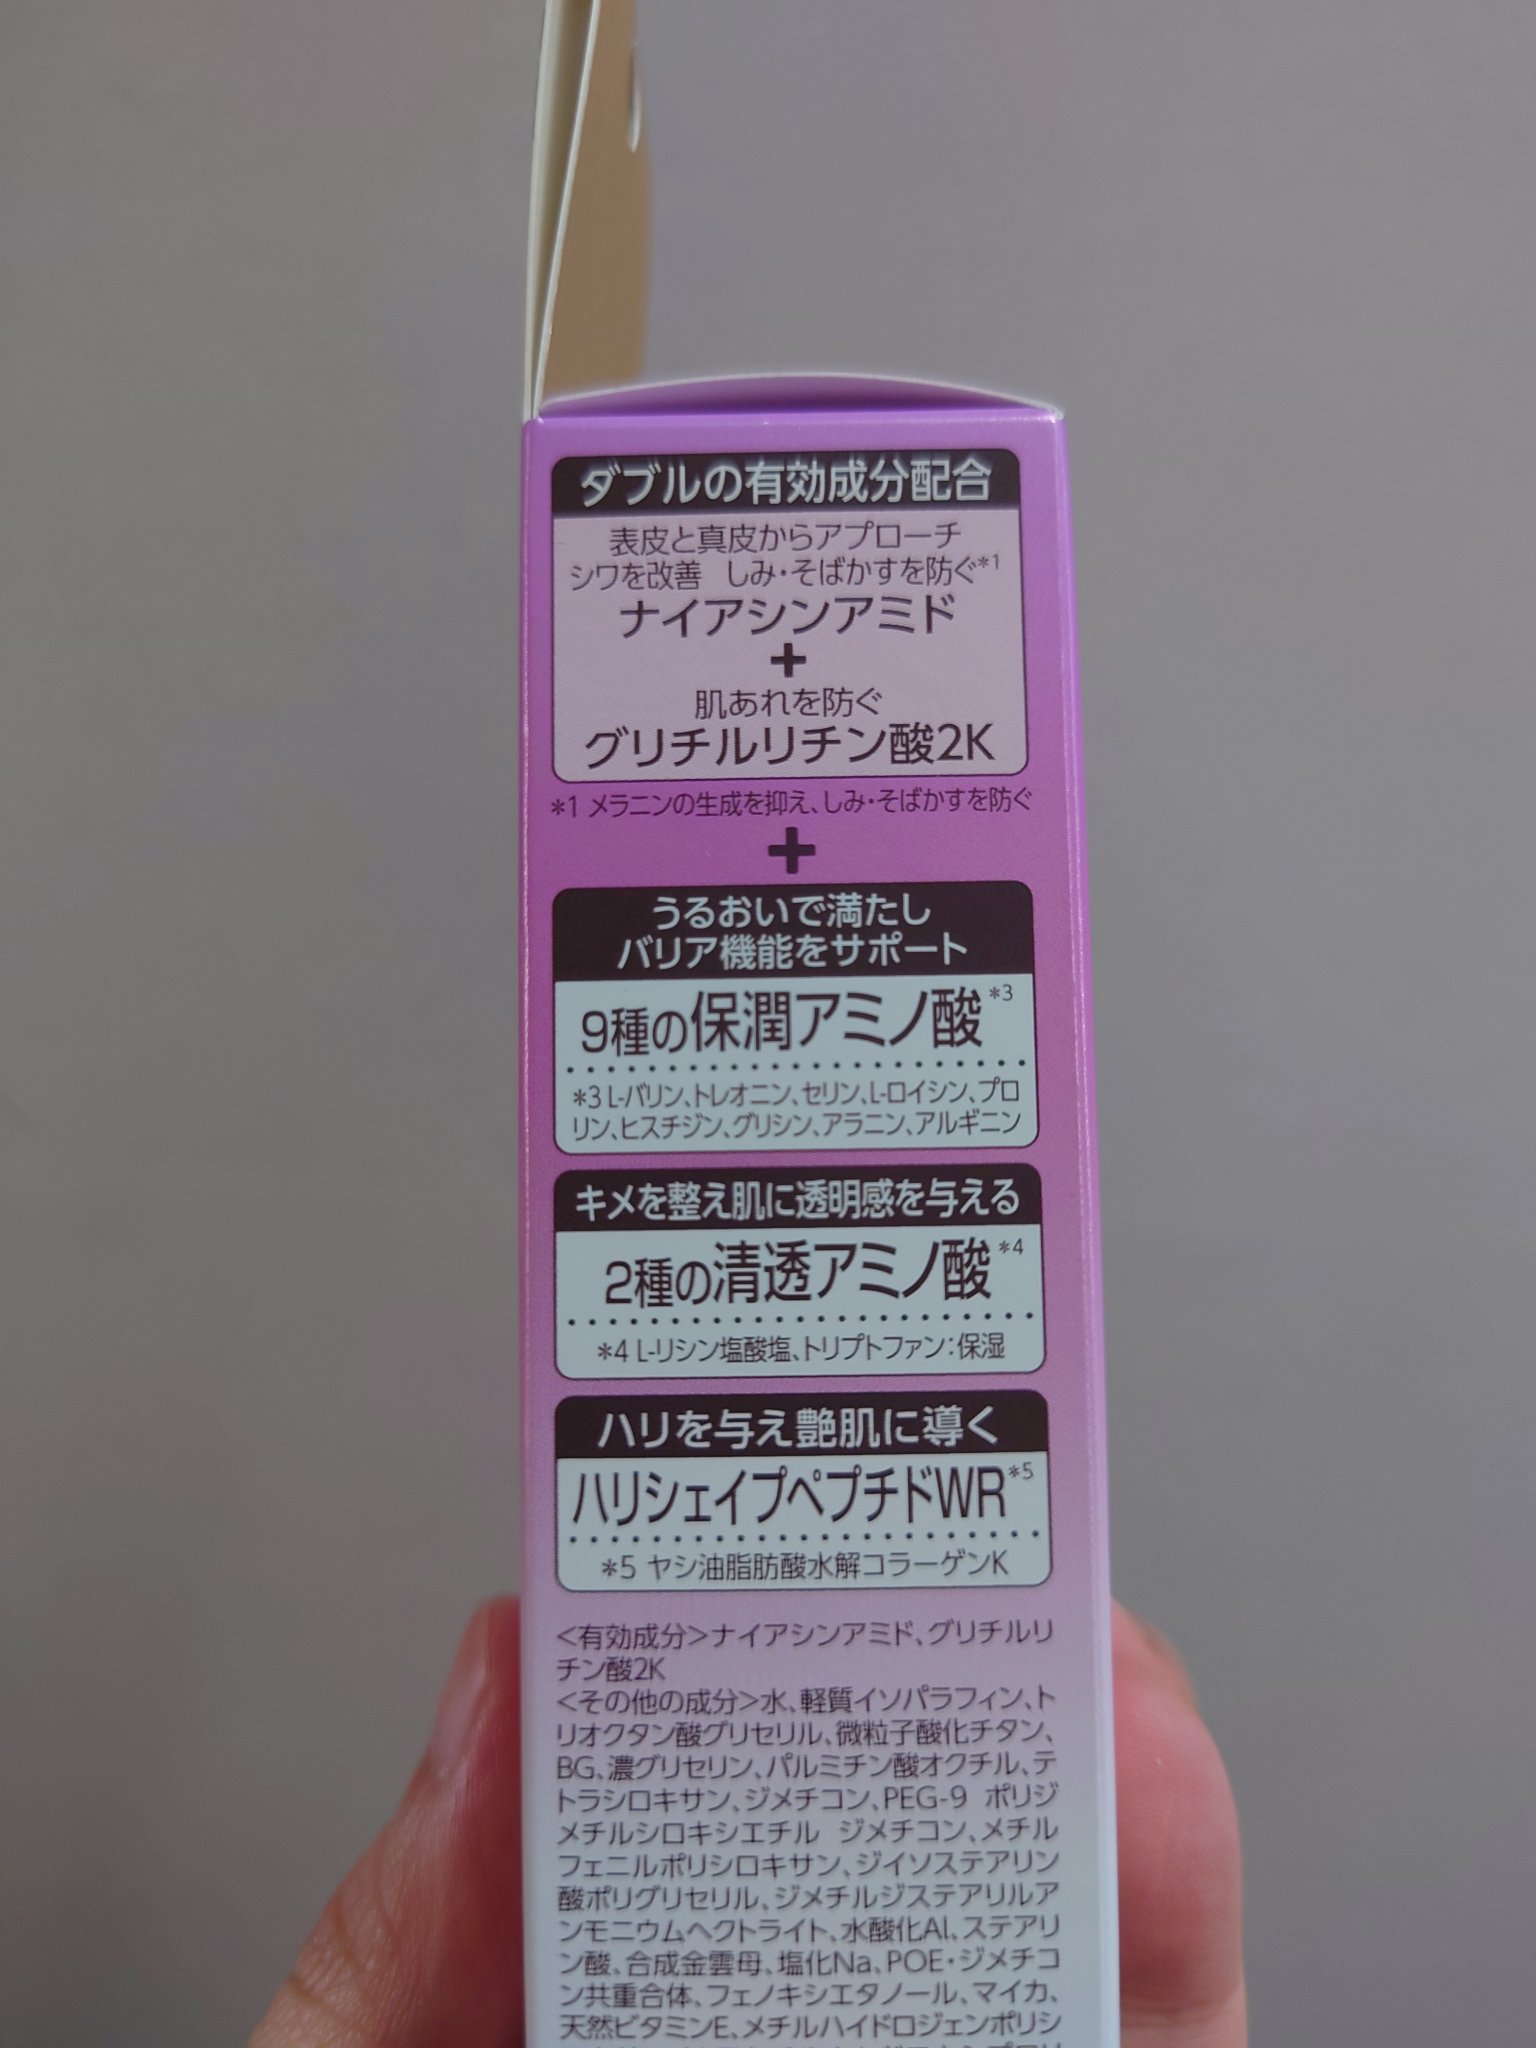 ダブルの有効成分配合
表皮と真皮からアプローチ
シワを改善 しみ・そばかすを防ぐ*1
ナイアシンアミド
+
肌あれを防ぐ
グリチルリチン酸2K
*1 メラニンの生成を抑え、しみ・そばかすを防ぐ
+
うるおいで満たし
バリア機能をサポート
9種の保潤アミノ酸*3
*3 L-バリン、トレオニン、セリン、L-ロイシン、プロ
リン、ヒスチジン、グリシン、アラニン、アルギニン
キメを整え肌に透明感を与える
2種の清透アミノ酸*4
*4 L-リシン塩酸塩、トリプトファン:保湿
ハリを与え艶肌に導く
ハリシェイプペプチドWR*5
*5 ヤシ油脂肪酸水解コラーゲンK
<有効成分>ナイアシンアミド、グリチルリ
チン酸2K
<その他の成分>水、軽質イソパラフィン、ト
リオクタン酸グリセリル、微粒子酸化チタン、
BG、濃グリセリン、パルミチン酸オクチル、テ
トラシロキサン、ジメチコン、PEG-9 ポリジ
メチルシロキシエチル ジメチコン、メチル
フェニルポリシロキサン、ジイソステアリン
酸ポリグリセリル、ジメチルジステアリルア
ンモニウムヘクトライト、水酸化Al、ステアリ
ン酸、合成金雲母、塩化Na、POE・ジメチコ
ン共重合体、フェノキシエタノール、マイカ、
天然ビタミンE、メチルハイドロジェンポリシ